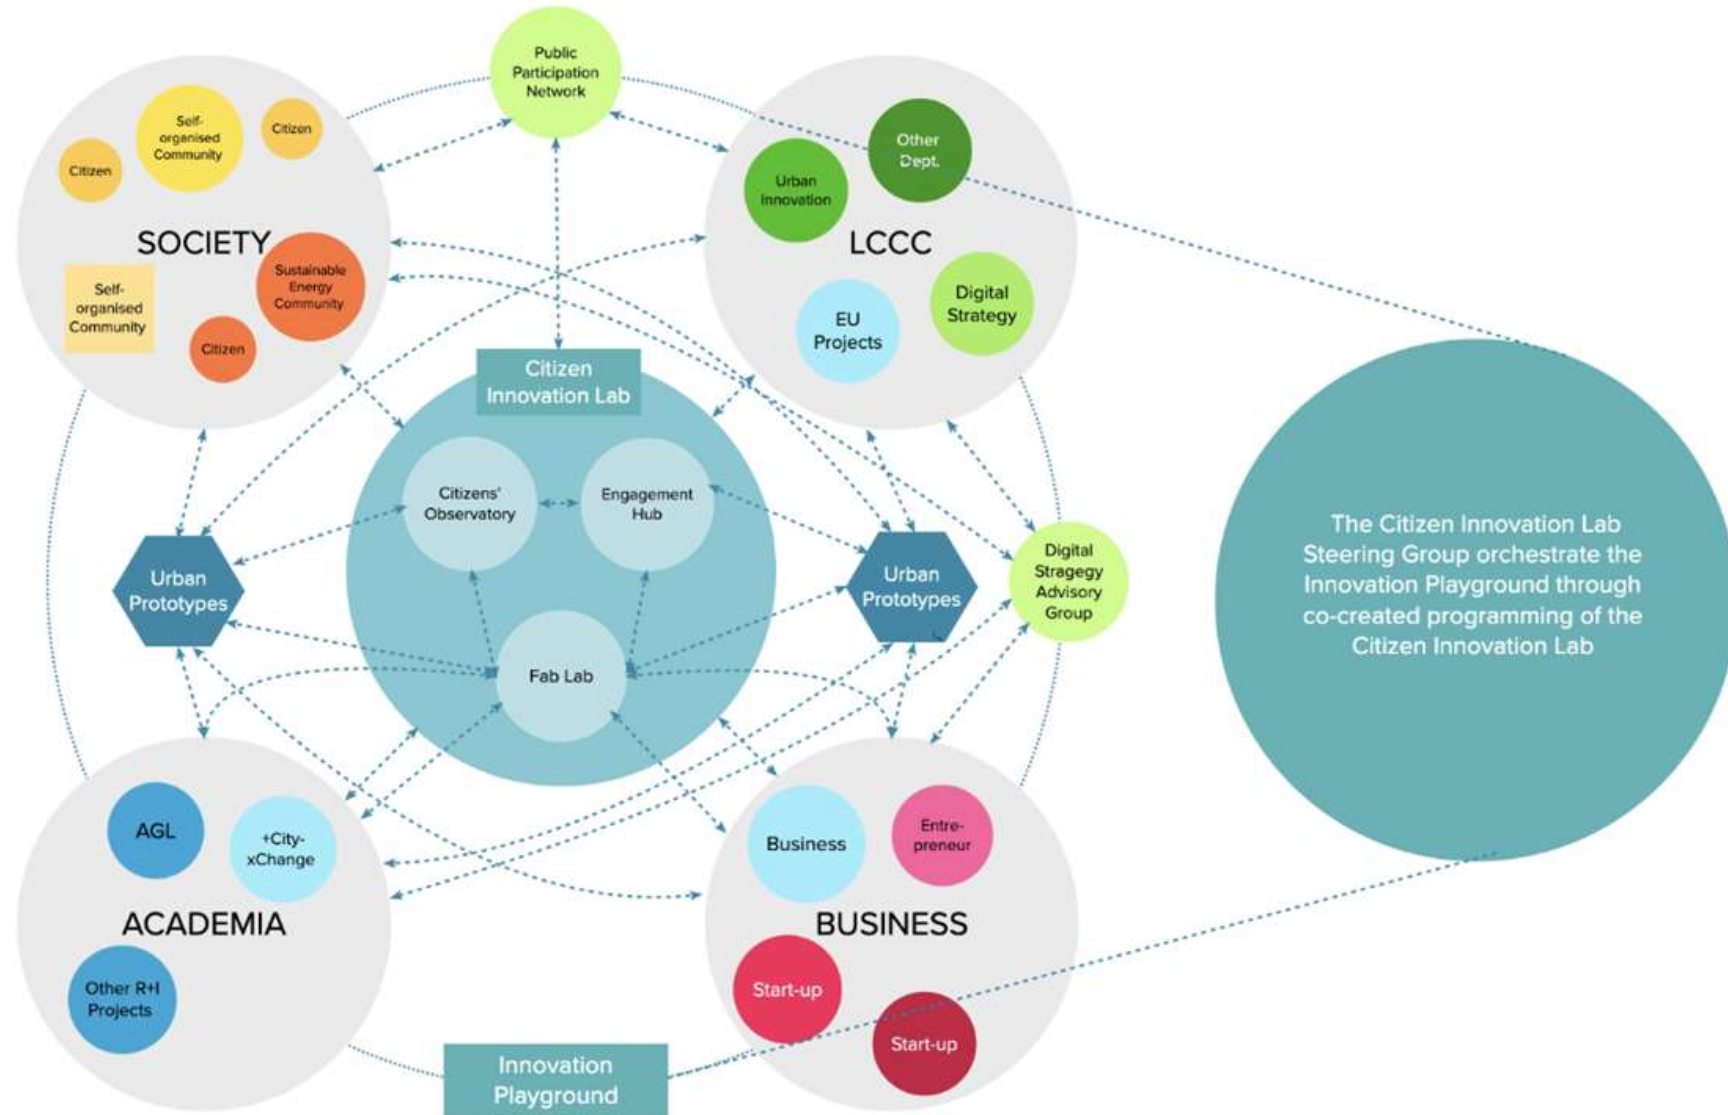 Public
Participation
Network
Self-
organised
Community
Citizen
Citizen
SOCIETY
Sustainable
Energy
Community
Self-
organised
Community
Citizen
Other
Dept.
Urban
Innovation
LCCC
Digital
Strategy
EU
Projects
Citizen
Innovation Lab
Citizens'
Observatory
Engagement
Hub
Fab Lab
Urban
Prototypes
Urban
Prototypes
Digital
Stragegy
Advisory
Group
The Citizen Innovation Lab
Steering Group orchestrate the
Innovation Playground through
co-created programming of the
Citizen Innovation Lab
AGL
+City-
xChange
ACADEMIA
Other R+I
Projects
Business
Entre-
preneur
BUSINESS
Start-up
Start-up
Innovation
Playground